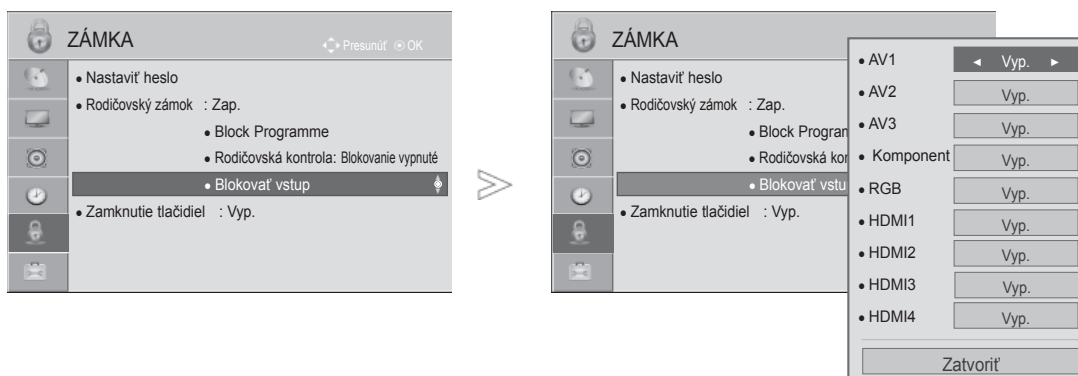 ZÁMKA
Presunúť OK
• Nastaviť heslo
• Rodičovský zámok : Zap.
• Block Programme
• Rodičovská kontrola: Blokovanie vypnuté
• Blokovať vstup
• Zamknutie tlačidiel : Vyp.
ZÁMKA
• Nastaviť heslo
• Rodičovský zámok : Zap.
• Block Program
• Rodičovská kon
• Blokovať vstu
• Zamknutie tlačidiel : Vyp.
• AV1 ◄ Vyp. ►
• AV2 Vyp.
• AV3 Vyp.
• Komponent Vyp.
• RGB Vyp.
• HDMI1 Vyp.
• HDMI2 Vyp.
• HDMI3 Vyp.
• HDMI4 Vyp.
Zatvoriť